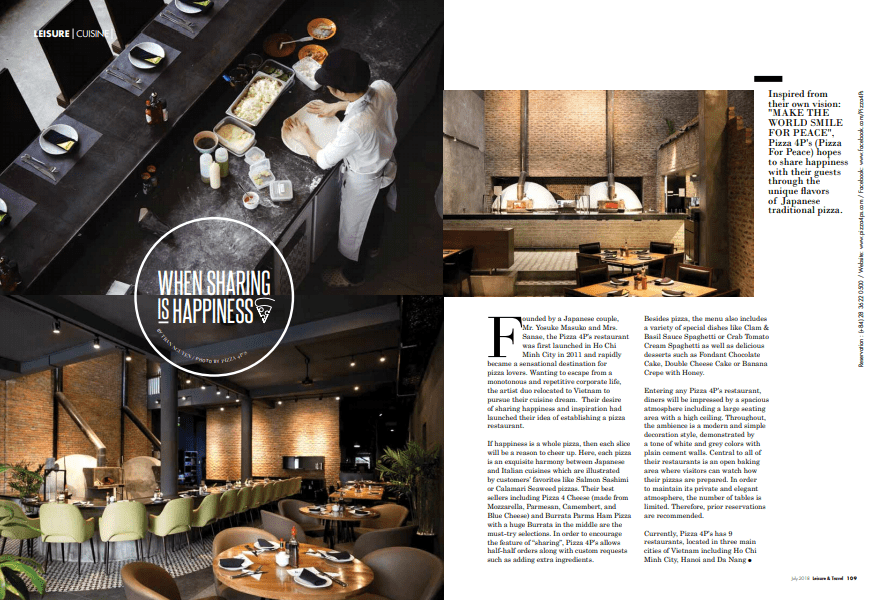 LEISURE | CUISINE |
WHEN SHARING
IS HAPPINESS
Inspired from
their own vision:
"MAKE THE
WORLD SMILE
FOR PEACE",
Pizza 4P's (Pizza
For Peace) hopes
to share happiness
with their guests
through the
unique flavors
of Japanese
traditional pizza.
Reservation : (+84) 28 3622 0500 / Website: www.pizza4ps.com / Facebook: www.facebook.com/Pizza4Ps
Founded by a Japanese couple,
Mr. Yosuke Masuko and Mrs.
Sanae, the Pizza 4P's restaurant
was first launched in Ho Chi
Minh City in 2011 and rapidly
became a sensational destination for
pizza lovers. Wanting to escape from a
monotonous and repetitive corporate life,
the artist duo relocated to Vietnam to
pursue their cuisine dream. Their desire
of sharing happiness and inspiration had
launched their idea of establishing a pizza
restaurant.
If happiness is a whole pizza, then each slice
will be a reason to cheer up. Here, each pizza
is an exquisite harmony between Japanese
and Italian cuisines which are illustrated
by customers' favorites like Salmon Sashimi
or Calamari Seaweed pizzas. Their best
sellers including Pizza 4 Cheese (made from
Mozzarella, Parmesan, Camembert, and
Blue Cheese) and Burrata Parma Ham Pizza
with a huge Burrata in the middle are the
must-try selections. In order to encourage
the feature of "sharing", Pizza 4P's allows
half-half orders along with custom requests
such as adding extra ingredients.
Besides pizza, the menu also includes
a variety of special dishes like Clam &
Basil Sauce Spaghetti or Crab Tomato
Cream Spaghetti as well as delicious
desserts such as Fondant Chocolate
Cake, Double Cheese Cake or Banana
Crepe with Honey.
Entering any Pizza 4P's restaurant,
diners will be impressed by a spacious
atmosphere including a large seating
area with a high ceiling. Throughout,
the ambience is a modern and simple
decoration style, demonstrated by
a tone of white and grey colors with
plain cement walls. Central to all of
their restaurants is an open baking
area where visitors can watch how
their pizzas are prepared. In order
to maintain its private and elegant
atmosphere, the number of tables is
limited. Therefore, prior reservations
are recommended.
Currently, Pizza 4P's has 9
restaurants, located in three main
cities of Vietnam including Ho Chi
Minh City, Hanoi and Da Nang ●
July 2018 Leisure & Travel 109